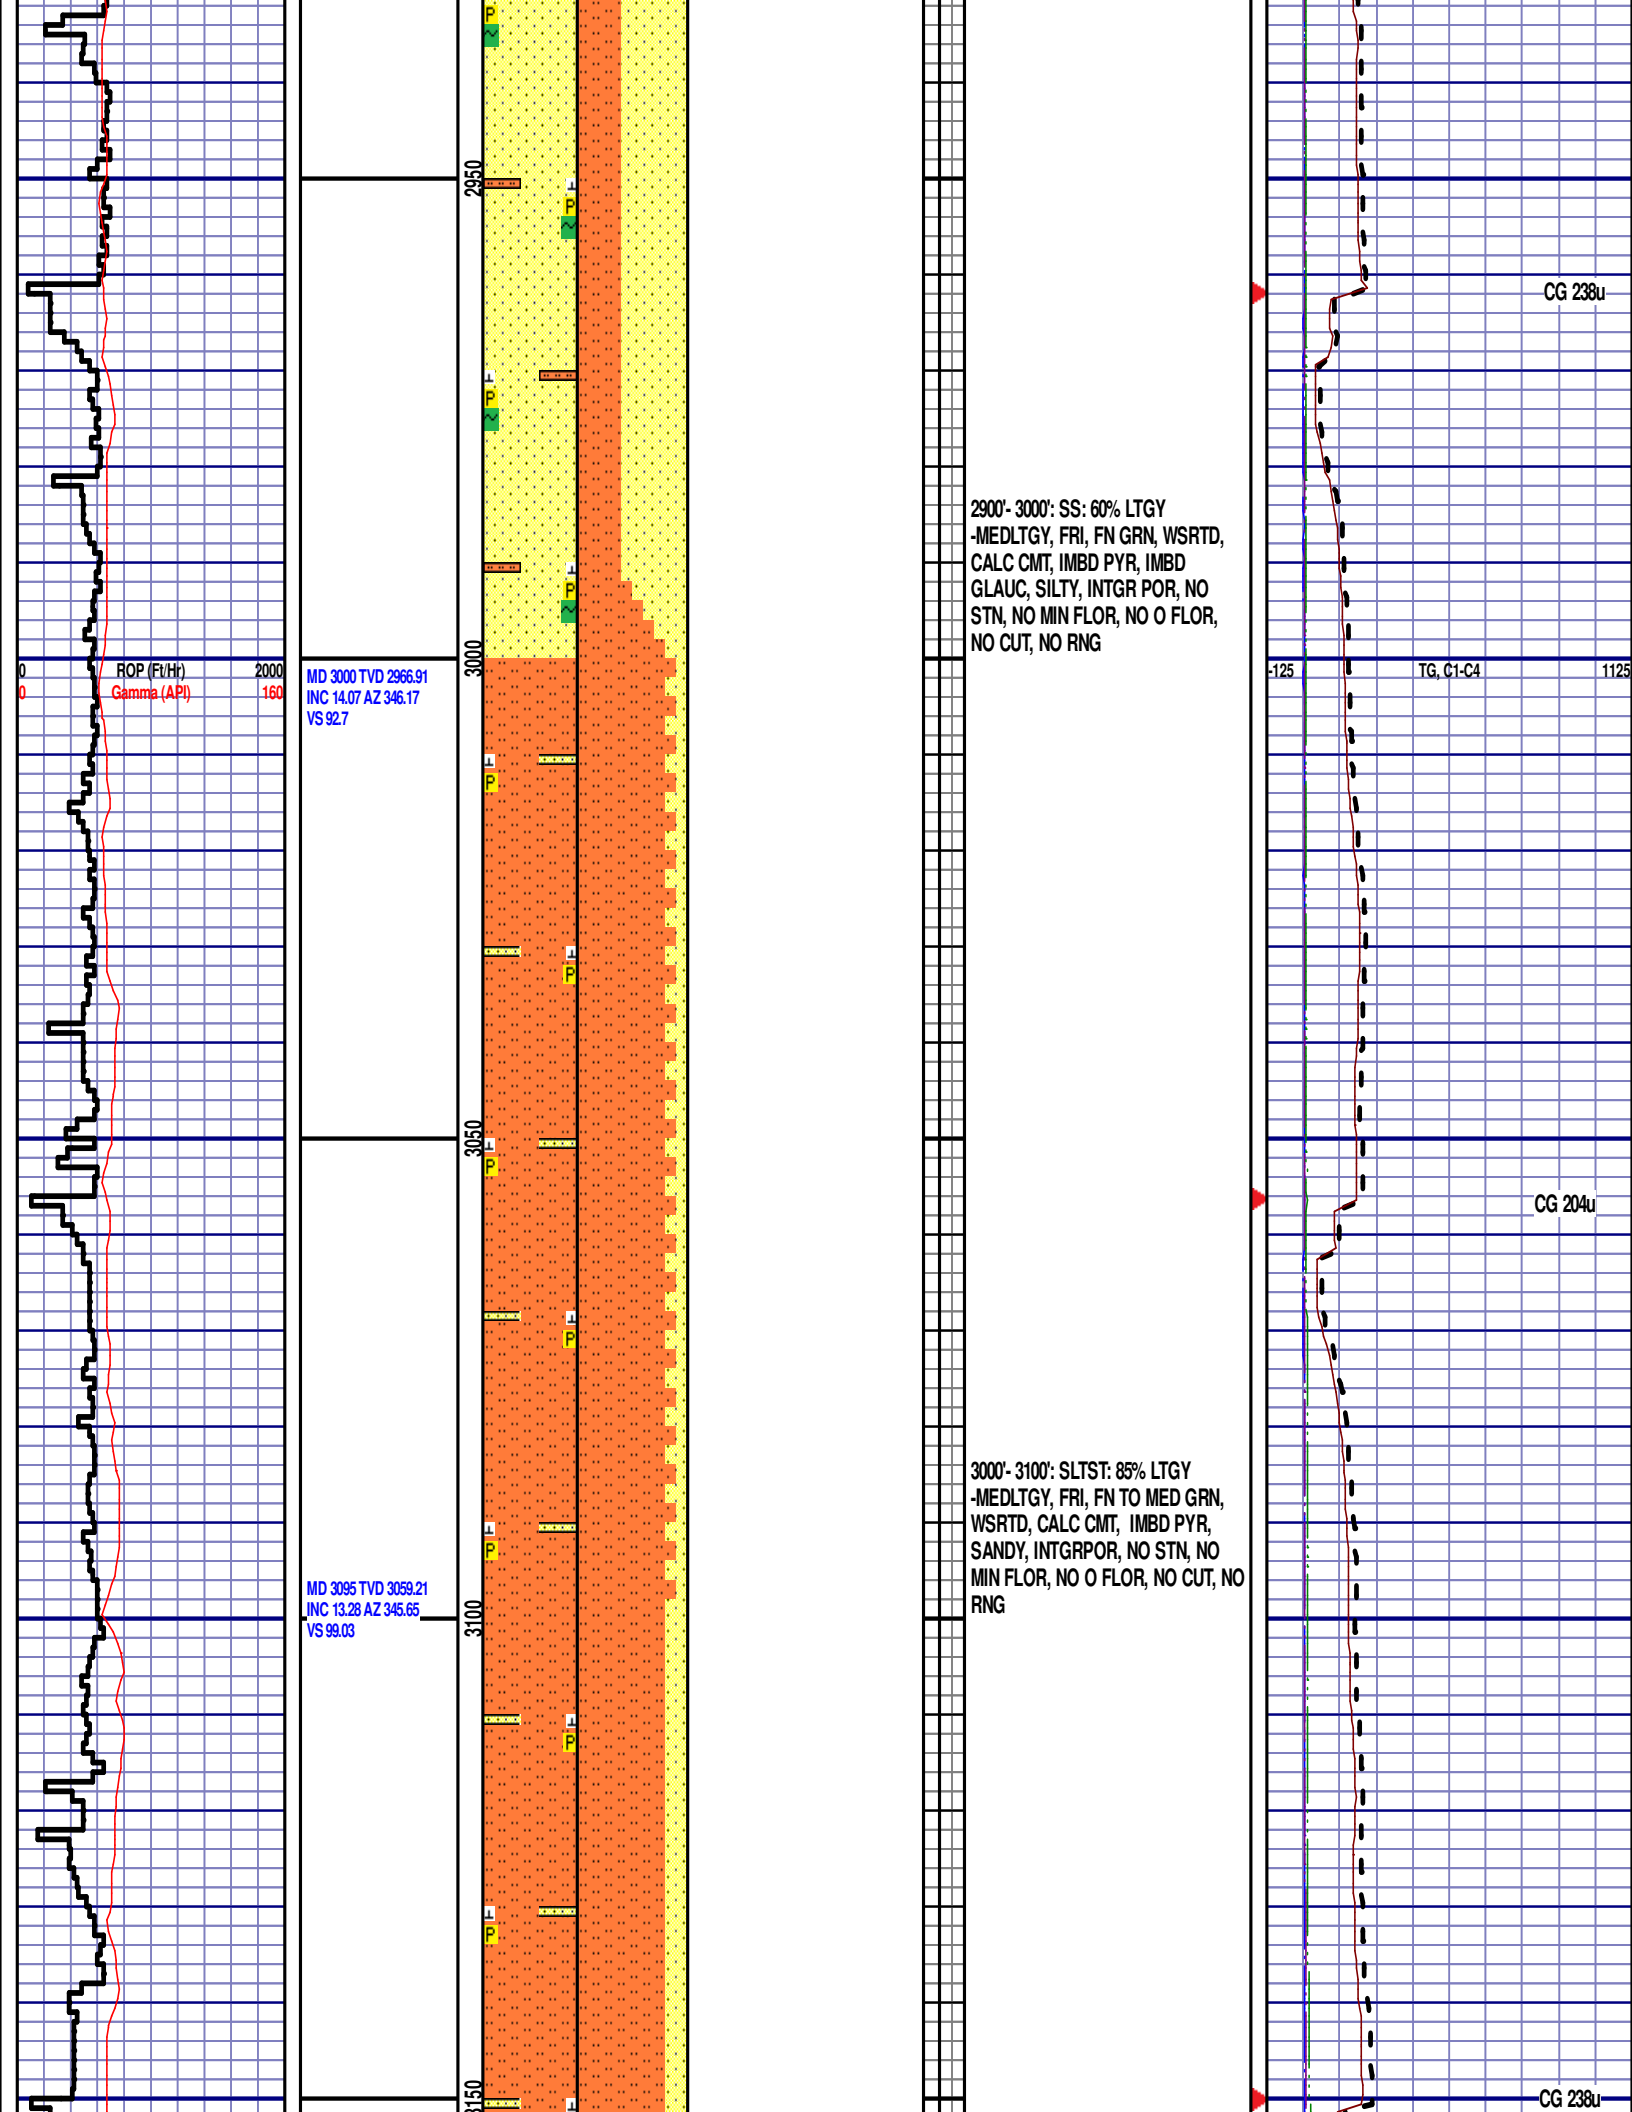 P
2950
P
CG 238u
P
2900'- 3000': SS: 60% LTGY
-MEDLTGY, FRI, FN GRN, WSRTD,
CALC CMT, IMBD PYR, IMBD
GLAUC, SILTY, INTGR POR, NO
STN, NO MIN FLOR, NO O FLOR,
NO CUT, NO RNG
P
3000
0 ROP (Ft/Hr) 2000
0 Gamma (API) 160
MD 3000 TVD 2966.91
INC 14.07 AZ 346.17
VS 92.7
-125 TG, C1-C4 1125
P
P
3050
P
CG 204u
P
3000'- 3100': SLTST: 85% LTGY
-MEDLTGY, FRI, FN TO MED GRN,
WSRTD, CALC CMT, IMBD PYR,
SANDY, INTGRPOR, NO STN, NO
MIN FLOR, NO O FLOR, NO CUT, NO
RNG
P
MD 3095 TVD 3059.21
INC 13.28 AZ 345.65
VS 99.03
3100
P
P
3150
CG 238u